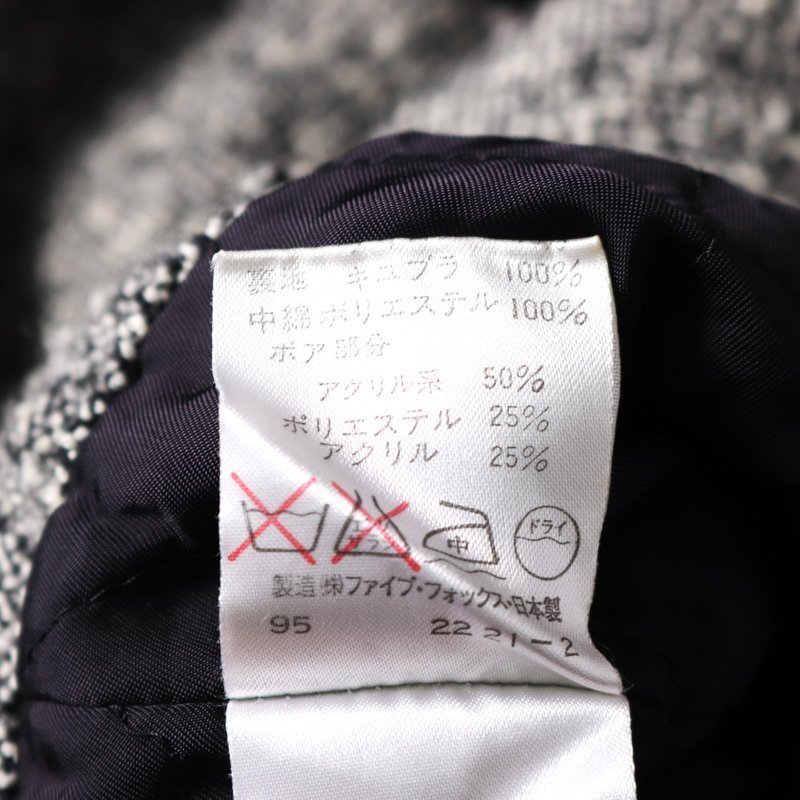 裏地 キュプラ 100%
中綿 ポリエステル 100%
ボア部分
アクリル系 50%
ポリエステル 25%
アクリル 25%
中 ドライ
製造 ㈱ファイブ・フォックス・日本製
95 2221-2